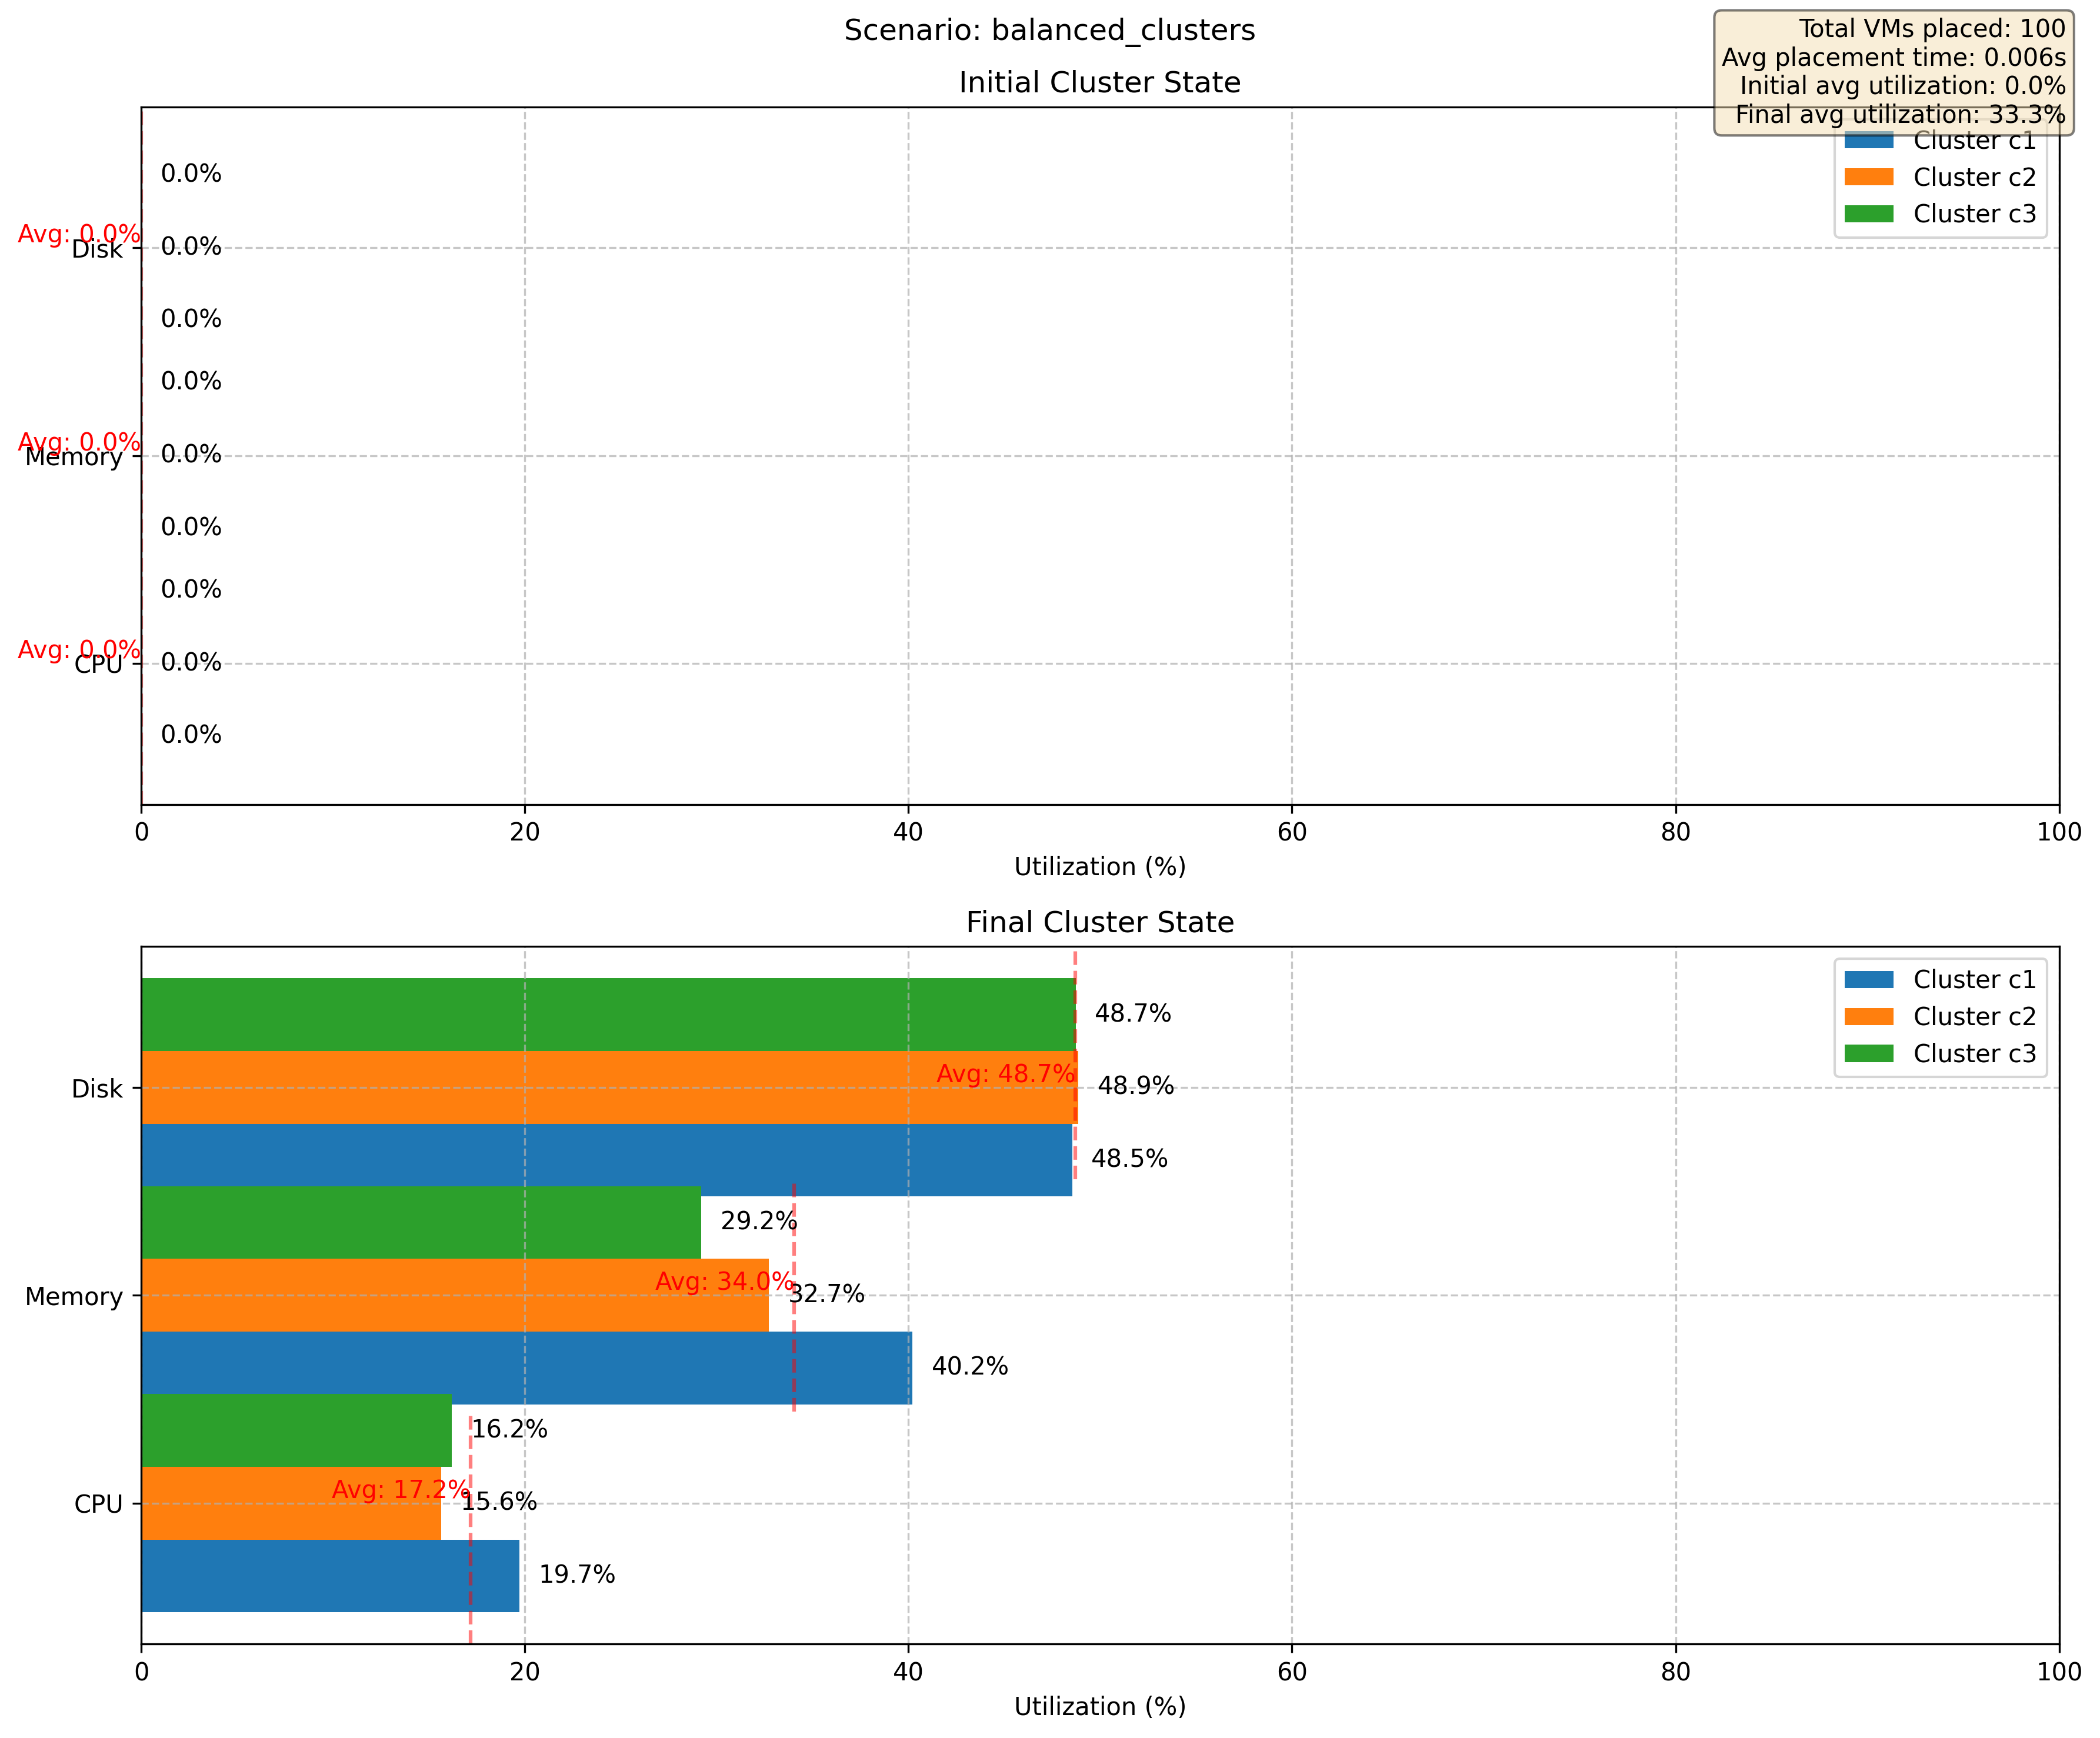 Scenario: balanced_clusters
Total VMs placed: 100
Avg placement time: 0.006s
Initial avg utilization: 0.0%
Final avg utilization: 33.3%
Initial Cluster State
Cluster c1
Cluster c2
Cluster c3
0.0%
Avg: 0.0%
Disk
0.0%
0.0%
0.0%
Avg: 0.0%
Memory
0.0%
0.0%
0.0%
Avg: 0.0%
CPU
0.0%
0.0%
0 20 40 60 80 100
Utilization (%)
Final Cluster State
Cluster c1
Cluster c2
Cluster c3
48.7%
Avg: 48.7%
Disk
48.9%
48.5%
29.2%
Avg: 34.0%
Memory
32.7%
40.2%
16.2%
Avg: 17.2%
CPU
15.6%
19.7%
0 20 40 60 80 100
Utilization (%)